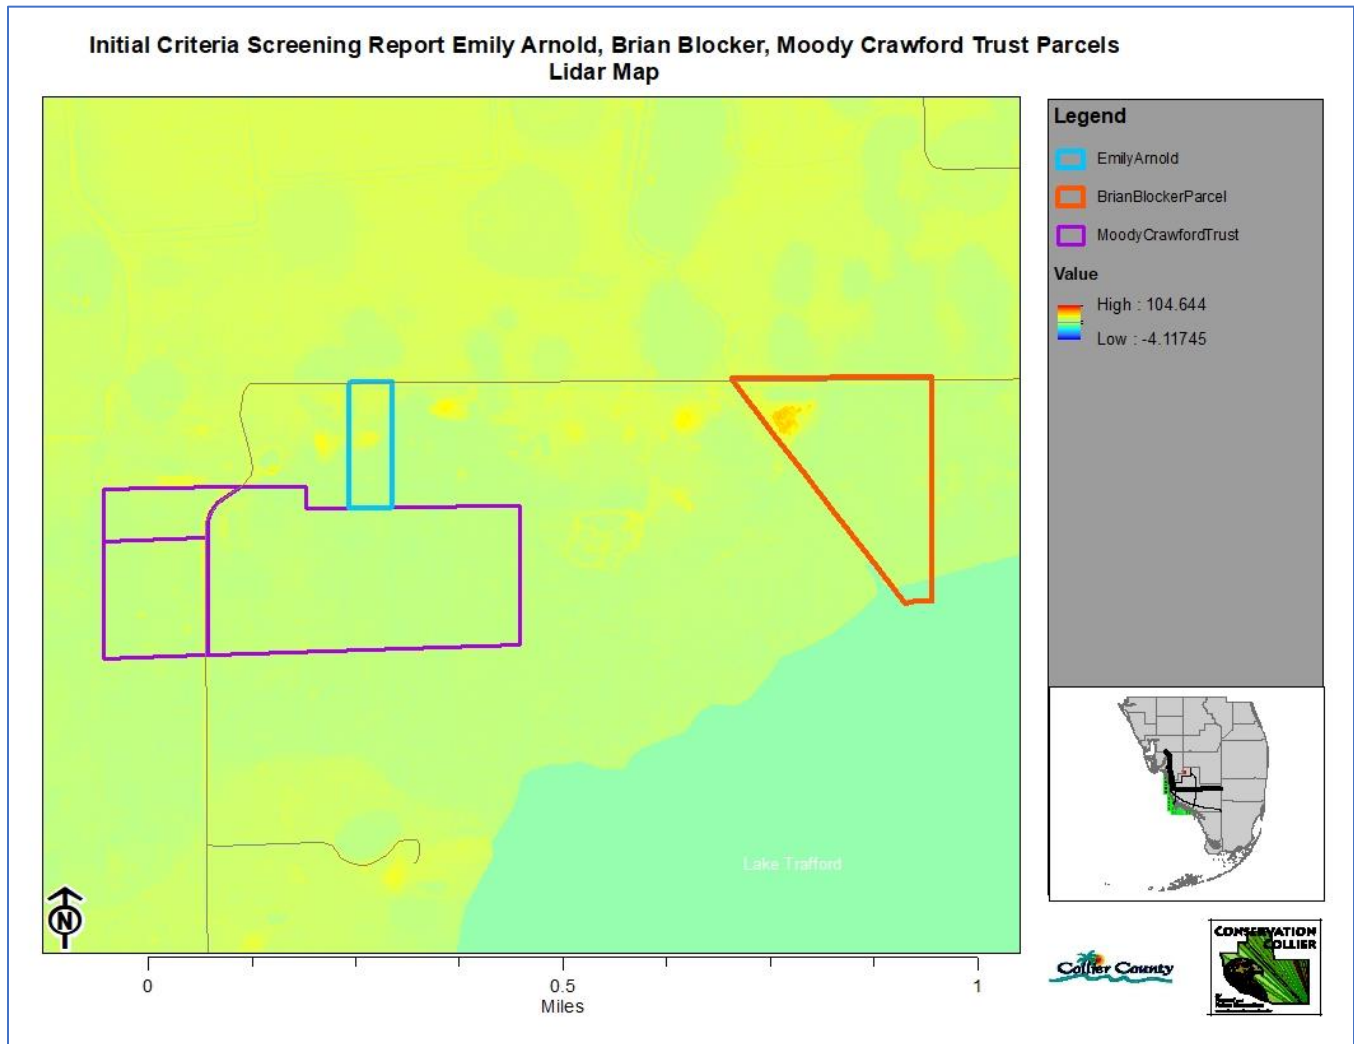 Initial Criteria Screening Report Emily Arnold, Brian Blocker, Moody Crawford Trust Parcels
Lidar Map
Legend
EmilyArnold
BrianBlockerParcel
MoodyCrawfordTrust
Value
High : 104.644
Low : -4.11745
Lake Trafford
N
0
0.5
1
Miles
Collier County
CONSERVATION
COLLIER